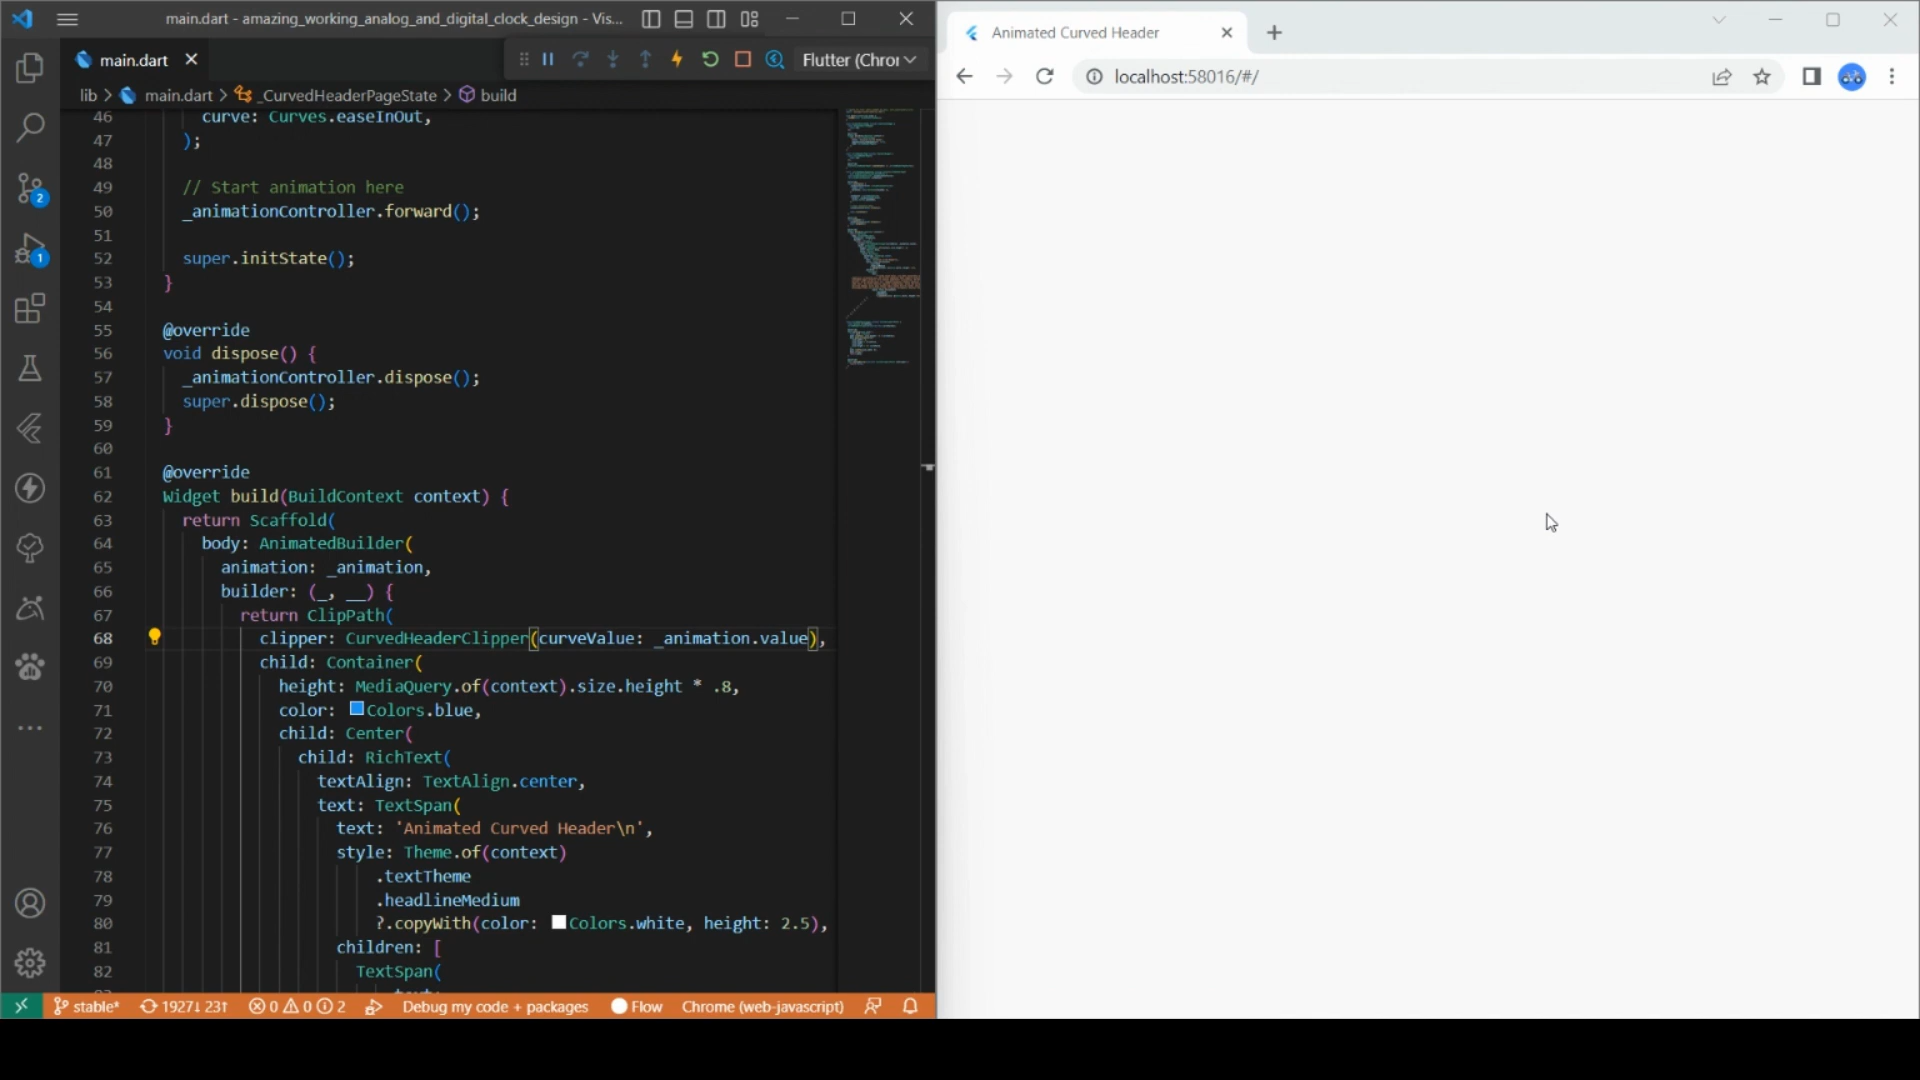 main.dart - amazing_working_analog_and_digital_clock_design - Vis...
main.dart
Flutter (Chror
lib > main.dart > _CurvedHeaderPageState > build
46 curve: Curves.easeInOut,
47 );
48
49 // Start animation here
50 _animationController.forward();
51
52 super.initState();
53 }
54
55 @override
56 void dispose() {
57 _animationController.dispose();
58 super.dispose();
59 }
60
61 @override
62 Widget build(BuildContext context) {
63 return Scaffold(
64 body: AnimatedBuilder(
65 animation: _animation,
66 builder: (_, __) {
67 return ClipPath(
68 clipper: CurvedHeaderClipper(curveValue: _animation.value),
69 child: Container(
70 height: MediaQuery.of(context).size.height * .8,
71 color: Colors.blue,
72 child: Center(
73 child: RichText(
74 textAlign: TextAlign.center,
75 text: TextSpan(
76 text: 'Animated Curved Header\n',
77 style: Theme.of(context)
78 .textTheme
79 .headlineMedium
80 ?.copyWith(color: Colors.white, height: 2.5),
81 children: [
82 TextSpan(
2
1
stable* 1927↓ 23↑ 0 0 2 Debug my code + packages Flow Chrome (web-javascript)
Animated Curved Header
localhost:58016/#/